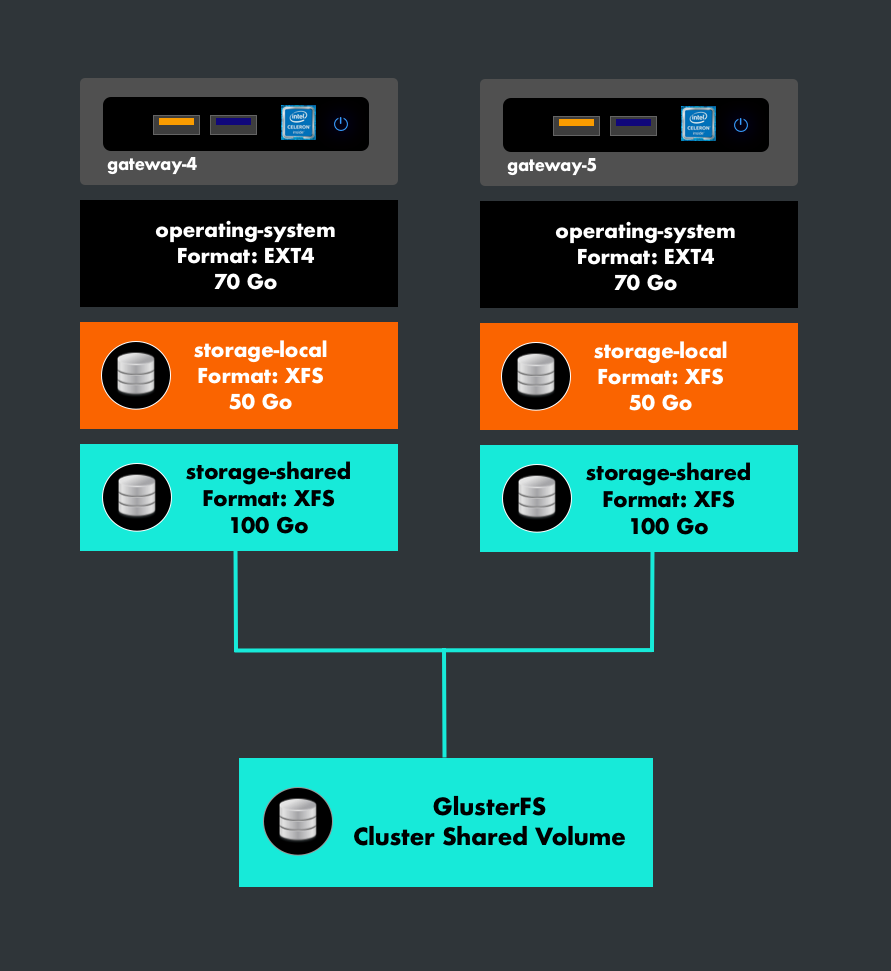 intel
CELERON
inside
gateway-4
operating-system
Format: EXT4
70 Go
storage-local
Format: XFS
50 Go
storage-shared
Format: XFS
100 Go
intel
CELERON
inside
gateway-5
operating-system
Format: EXT4
70 Go
storage-local
Format: XFS
50 Go
storage-shared
Format: XFS
100 Go
GlusterFS
Cluster Shared Volume